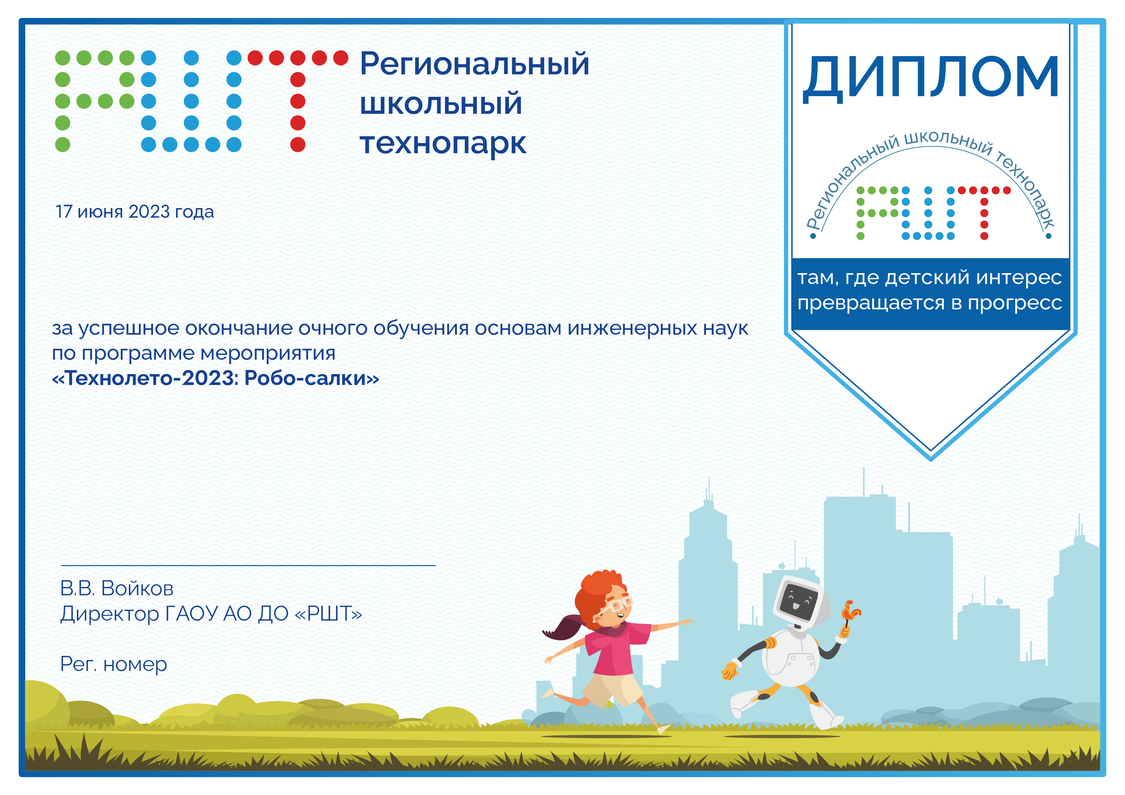 РШТ
Региональный
школьный
технопарк
ДИПЛОМ
Региональный школьный технопарк
РШТ
там, где детский интерес
превращается в прогресс
17 июня 2023 года
за успешное окончание очного обучения основам инженерных наук
по программе мероприятия
«Технолето-2023: Робо-салки»
В.В. Войков
Директор ГАОУ АО ДО «РШТ»
Рег. номер